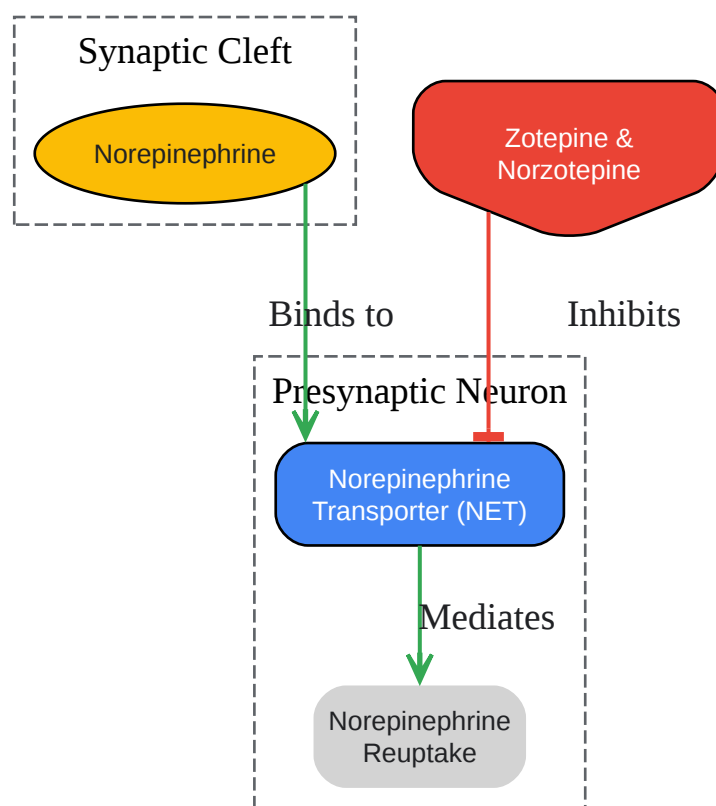 Synaptic Cleft
Norepinephrine
Zotepine &
Norzotepine
Binds to
Inhibits
Presynaptic Neuron
Norepinephrine
Transporter (NET)
Mediates
Norepinephrine
Reuptake